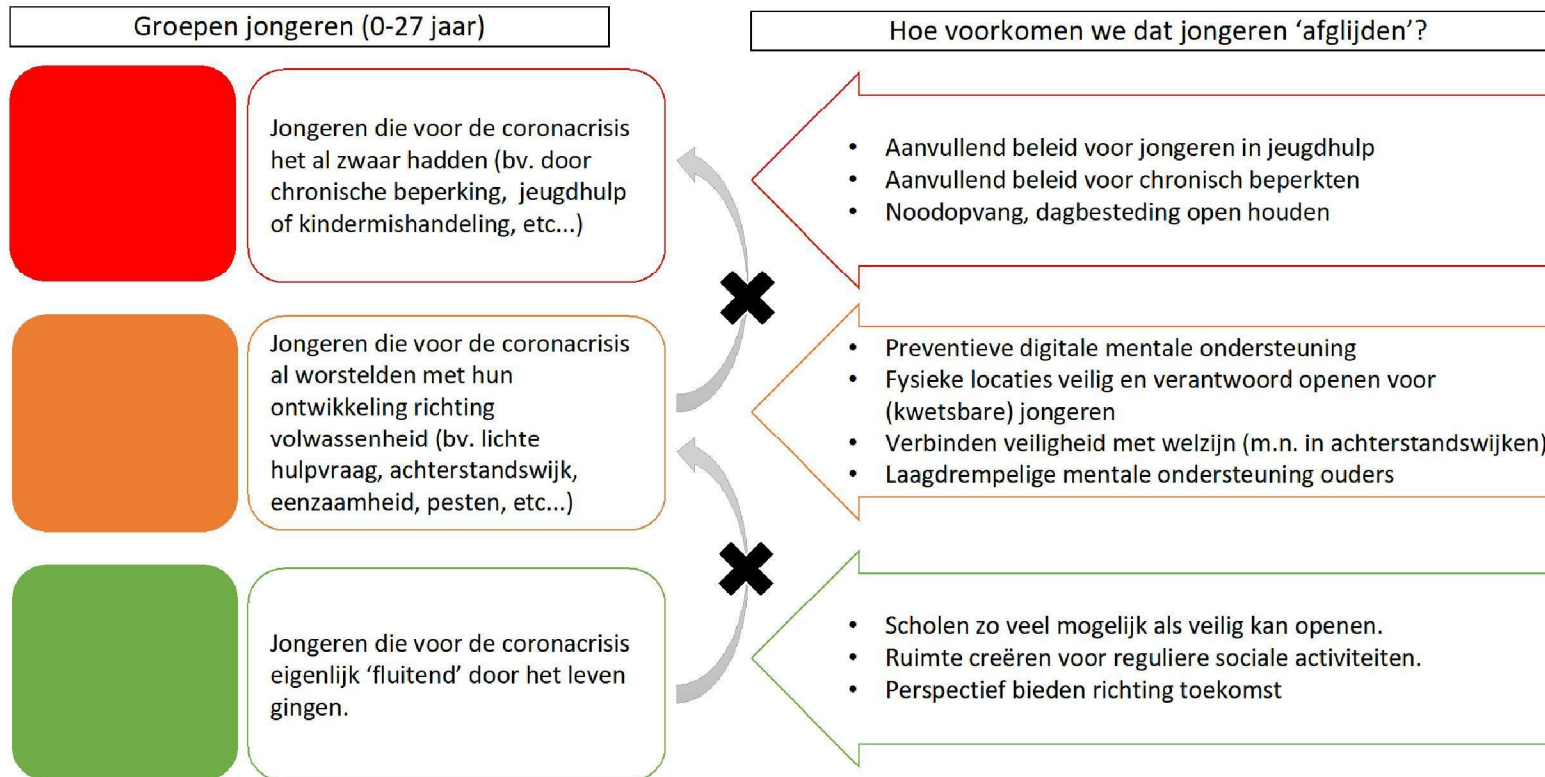 Groepen jongeren (0-27 jaar)
Hoe voorkomen we dat jongeren ‘afglijden’?
Jongeren die voor de coronacrisis
het al zwaar hadden (bv. door
chronische beperking, jeugdhulp
of kindermishandeling, etc...)
• Aanvullend beleid voor jongeren in jeugdhulp
• Aanvullend beleid voor chronisch beperkten
• Noodopvang, dagbesteding open houden
Jongeren die voor de coronacrisis
al worstelden met hun
ontwikkeling richting
volwassenheid (bv. lichte
hulpvraag, achterstandswijk,
eenzaamheid, pesten, etc...)
• Preventieve digitale mentale ondersteuning
• Fysieke locaties veilig en verantwoord openen voor
(kwetsbare) jongeren
• Verbinden veiligheid met welzijn (m.n. in achterstandswijken)
• Laagdrempelige mentale ondersteuning ouders
Jongeren die voor de coronacrisis
eigenlijk ‘fluitend’ door het leven
gingen.
• Scholen zo veel mogelijk als veilig kan openen.
• Ruimte creëren voor reguliere sociale activiteiten.
• Perspectief bieden richting toekomst